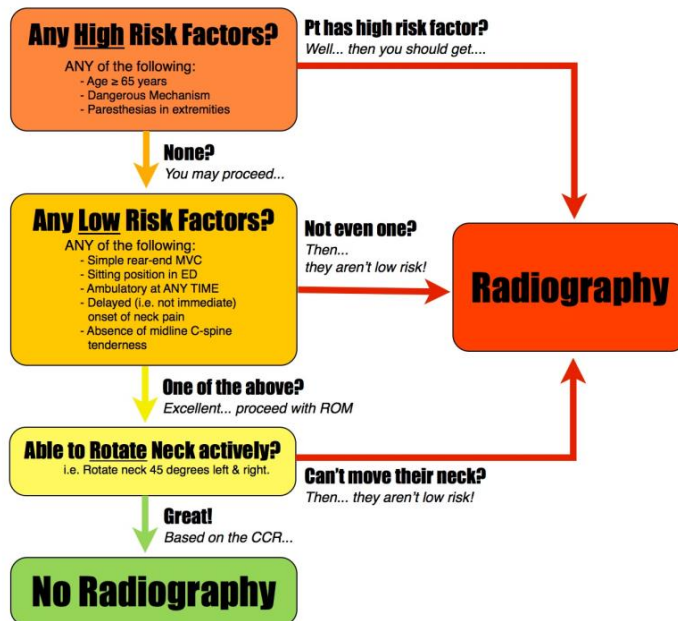 Any High Risk Factors?
ANY of the following:
- Age ≥ 65 years
- Dangerous Mechanism
- Paresthesias in extremities
Pt has high risk factor?
Well... then you should get....
None?
You may proceed...
Any Low Risk Factors?
ANY of the following:
- Simple rear-end MVC
- Sitting position in ED
- Ambulatory at ANY TIME
- Delayed (i.e. not immediate)
onset of neck pain
- Absence of midline C-spine
tenderness
Not even one?
Then...
they aren't low risk!
Radiography
One of the above?
Excellent... proceed with ROM
Able to Rotate Neck actively?
i.e. Rotate neck 45 degrees left & right.
Can't move their neck?
Then... they aren't low risk!
Great!
Based on the CCR...
No Radiography